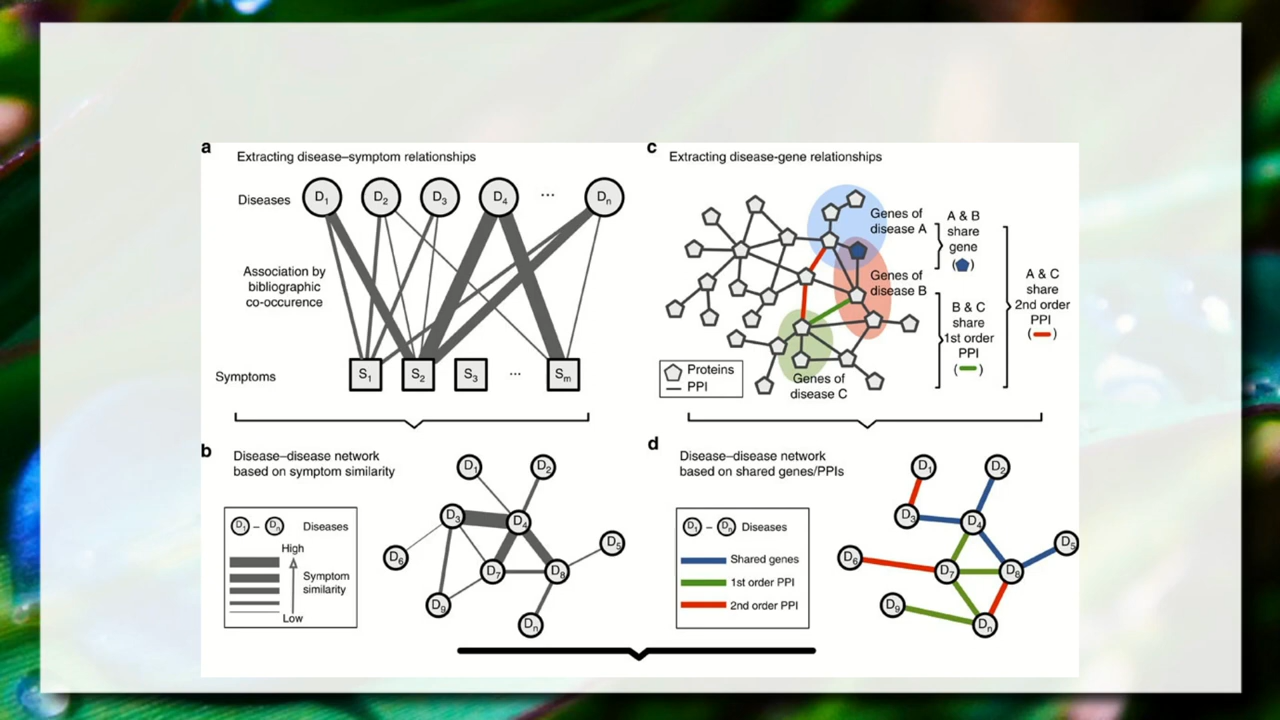 a
Extracting disease–symptom relationships
Diseases
D1 D2 D3 D4 ... Dn
Association by
bibliographic
co-occurence
Symptoms
S1 S2 S3 ... Sm
b
Disease–disease network
based on symptom similarity
D1 – Dn Diseases
High
Symptom
similarity
Low
D1
D2
D3
D4
D5
D6
D7
D8
D9
Dn
c
Extracting disease-gene relationships
Genes of
disease A
Genes of
disease B
Genes of
disease C
A & B
share
gene
( )
B & C
share
1st order
PPI
( )
A & C
share
2nd order
PPI
( )
Proteins
PPI
d
Disease–disease network
based on shared genes/PPIs
D1 – Dn Diseases
Shared genes
1st order PPI
2nd order PPI
D1
D2
D3
D4
D5
D6
D7
D8
D9
Dn